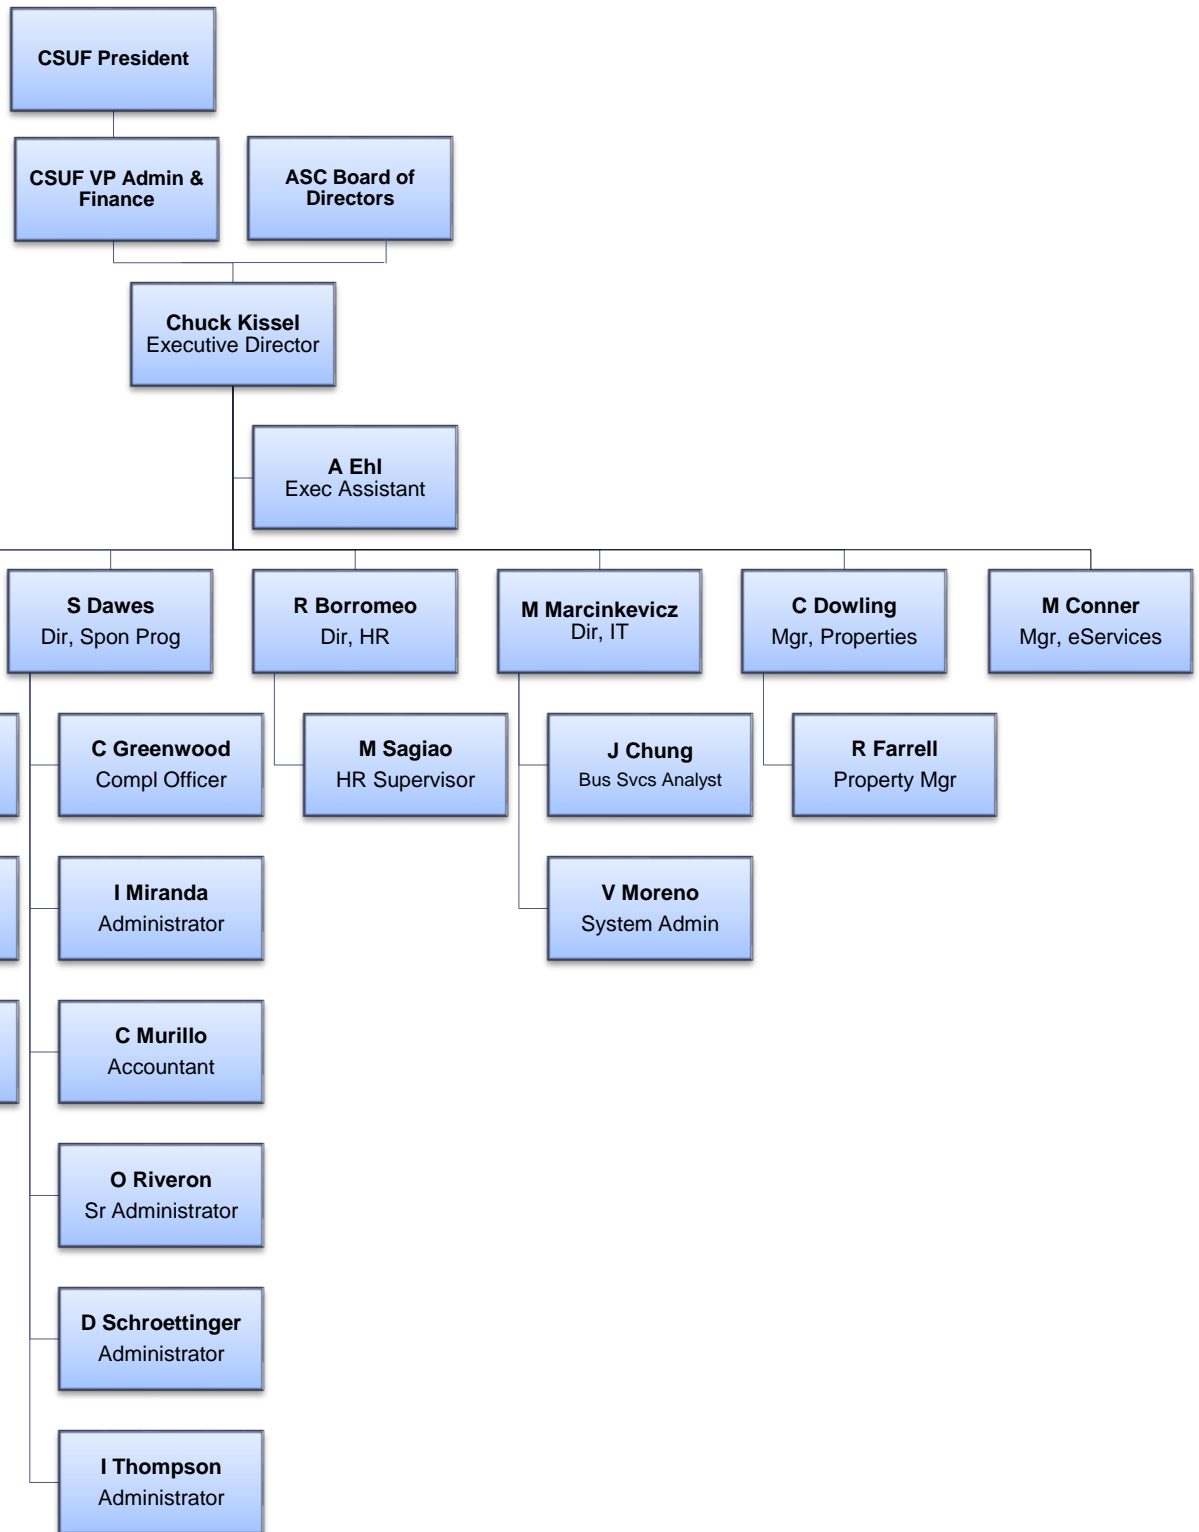 CSUF President
CSUF VP Admin &
Finance
ASC Board of
Directors
Chuck Kissel
Executive Director
A Ehl
Exec Assistant
S Dawes
Dir, Spon Prog
R Borromeo
Dir, HR
M Marcinkevicz
Dir, IT
C Dowling
Mgr, Properties
M Conner
Mgr, eServices
C Greenwood
Compl Officer
M Sagiao
HR Supervisor
J Chung
Bus Svcs Analyst
R Farrell
Property Mgr
I Miranda
Administrator
V Moreno
System Admin
C Murillo
Accountant
O Riveron
Sr Administrator
D Schroettinger
Administrator
I Thompson
Administrator